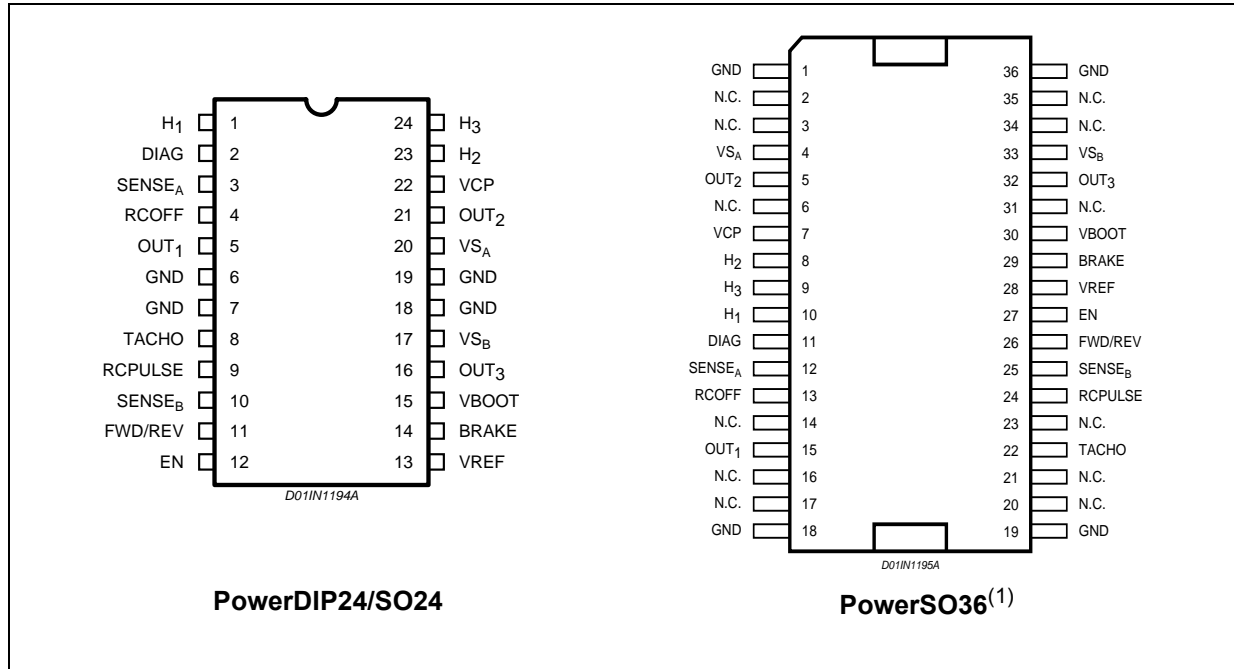 H1 1 24 H3
DIAG 2 23 H2
SENSEA 3 22 VCP
RCOFF 4 21 OUT2
OUT1 5 20 VSA
GND 6 19 GND
GND 7 18 GND
TACHO 8 17 VSB
RCPULSE 9 16 OUT3
SENSEB 10 15 VBOOT
FWD/REV 11 14 BRAKE
EN 12 13 VREF
D01IN1194A
PowerDIP24/SO24
GND 1 36 GND
N.C. 2 35 N.C.
N.C. 3 34 N.C.
VSA 4 33 VSB
OUT2 5 32 OUT3
N.C. 6 31 N.C.
VCP 7 30 VBOOT
H2 8 29 BRAKE
H3 9 28 VREF
H1 10 27 EN
DIAG 11 26 FWD/REV
SENSEA 12 25 SENSEB
RCOFF 13 24 RCPULSE
N.C. 14 23 N.C.
OUT1 15 22 TACHO
N.C. 16 21 N.C.
N.C. 17 20 N.C.
GND 18 19 GND
D01IN1195A
PowerSO36(1)